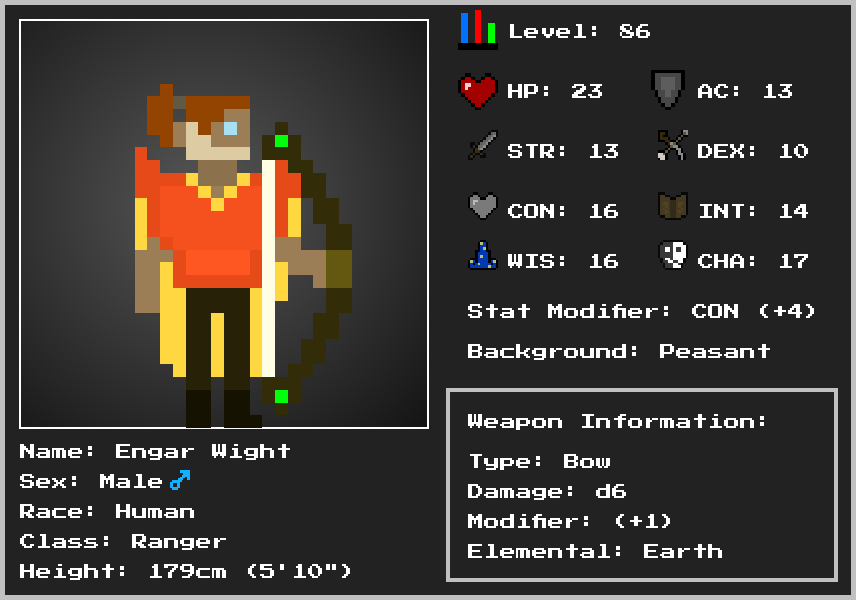 Level: 86
HP: 23
AC: 13
STR: 13
DEX: 10
CON: 16
INT: 14
WIS: 16
CHA: 17
Stat Modifier: CON (+4)
Background: Peasant
Weapon Information:
Type: Bow
Damage: d6
Modifier: (+1)
Elemental: Earth
Name: Engar Wight
Sex: Male ♂
Race: Human
Class: Ranger
Height: 179cm (5'10")